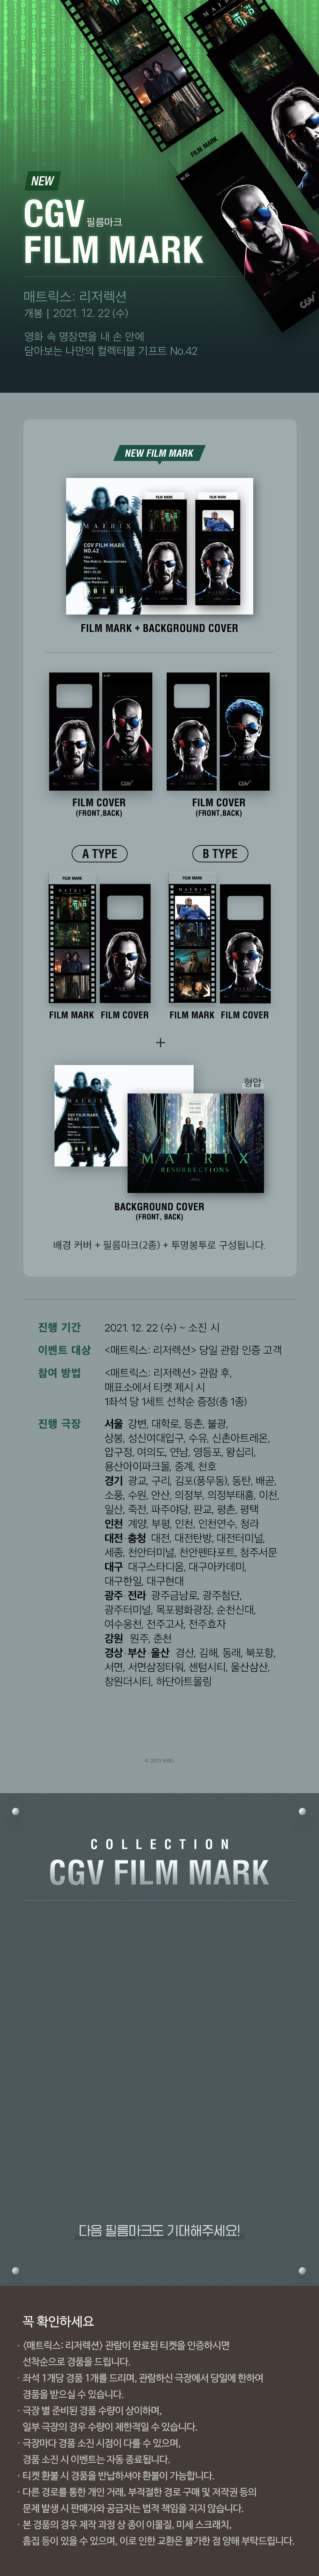 FILM MARK
No.42
CGV
NEW
CGV 필름마크
FILM MARK
매트릭스: 리저렉션
개봉 | 2021. 12. 22 (수)
영화 속 명장면을 내 손 안에
담아보는 나만의 컬렉터블 기프트 No.42
NEW FILM MARK
MATRIX
CGV FILM MARK
NO.42
FILM MARK FILM MARK
FILM MARK + BACKGROUND COVER
FILM COVER
(FRONT,BACK)
FILM COVER
(FRONT,BACK)
A TYPE
B TYPE
FILM MARK
FILM MARK
FILM MARK FILM COVER
FILM MARK FILM COVER
+
형압
MATRIX
CGV FILM MARK
NO.42
MATRIX
RESURRECTIONS
BACKGROUND COVER
(FRONT, BACK)
배경 커버 + 필름마크(2종) + 투명봉투로 구성됩니다.
진행 기간 2021. 12. 22 (수) ~ 소진 시
이벤트 대상 <매트릭스: 리저렉션> 당일 관람 인증 고객
참여 방법 <매트릭스: 리저렉션> 관람 후,
매표소에서 티켓 제시 시
1좌석 당 1세트 선착순 증정(총 1종)
진행 극장 서울 강변, 대학로, 등촌, 불광,
상봉, 성신여대입구, 수유, 신촌아트레온,
압구정, 여의도, 연남, 영등포, 왕십리,
용산아이파크몰, 중계, 천호
경기 광교, 구리, 김포(풍무동), 동탄, 배곧,
소풍, 수원, 안산, 의정부, 의정부태흥, 이천,
일산, 죽전, 파주야당, 판교, 평촌, 평택
인천 계양, 부평, 인천, 인천연수, 청라
대전·충청 대전, 대전탄방, 대전터미널,
세종, 천안터미널, 천안펜타포트, 청주서문
대구 대구스타디움, 대구아카데미,
대구한일, 대구현대
광주·전라 광주금남로, 광주첨단,
광주터미널, 목포평화광장, 순천신대,
여수웅천, 전주고사, 전주효자
강원 원주, 춘천
경상·부산·울산 경산, 김해, 동래, 북포항,
서면, 서면삼정타워, 센텀시티, 울산삼산,
창원더시티, 하단아트몰링
© 2021 WBEI
COLLECTION
CGV FILM MARK
다음 필름마크도 기대해주세요!
꼭 확인하세요
· <매트릭스: 리저렉션> 관람이 완료된 티켓을 인증하시면
선착순으로 경품을 드립니다.
· 좌석 1개당 경품 1개를 드리며, 관람하신 극장에서 당일에 한하여
경품을 받으실 수 있습니다.
· 극장 별 준비된 경품 수량이 상이하며,
일부 극장의 경우 수량이 제한적일 수 있습니다.
· 극장마다 경품 소진 시점이 다를 수 있으며,
경품 소진 시 이벤트는 자동 종료됩니다.
· 티켓 환불 시 경품을 반납하셔야 환불이 가능합니다.
· 다른 경로를 통한 개인 거래, 부적절한 경로 구매 및 저작권 등의
문제 발생 시 판매자와 공급자는 법적 책임을 지지 않습니다.
· 본 경품의 경우 제작 과정 상 종이 이물질, 미세 스크래치,
흠집 등이 있을 수 있으며, 이로 인한 교환은 불가한 점 양해 부탁드립니다.